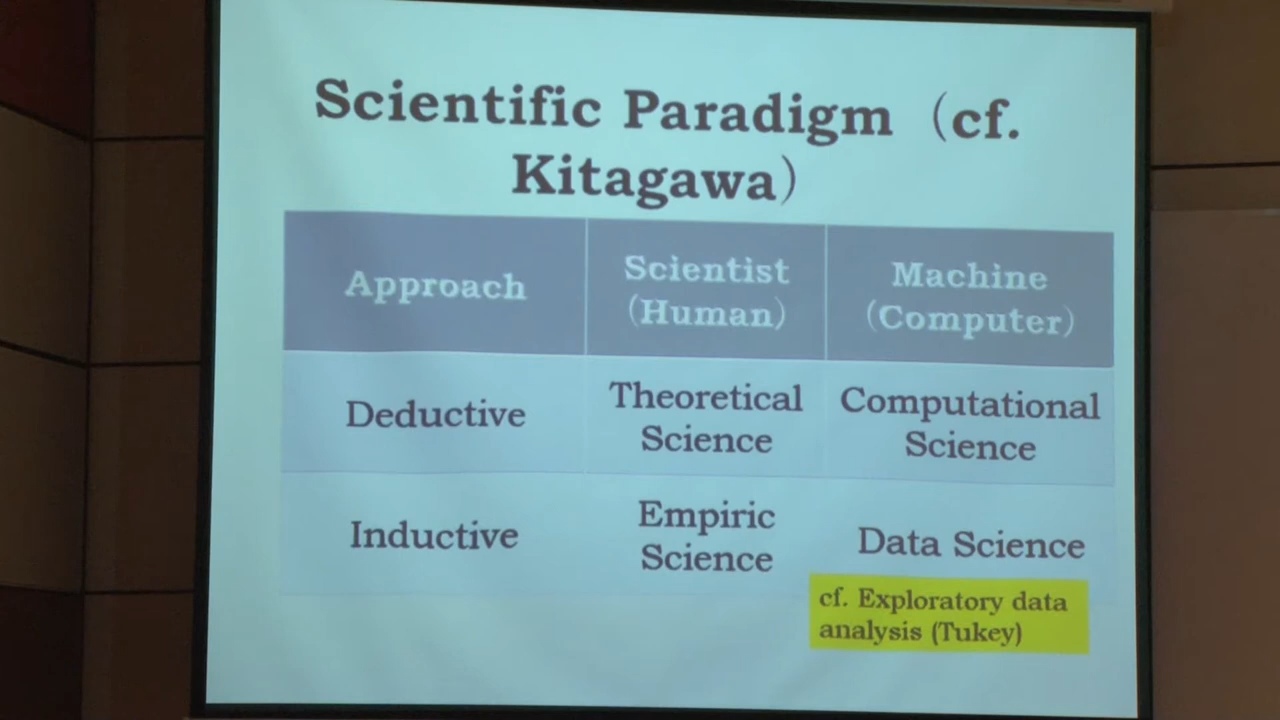 Scientific Paradigm（cf.
Kitagawa）
Approach
Scientist
（Human）
Machine
（Computer）
Deductive
Theoretical
Science
Computational
Science
Inductive
Empiric
Science
Data Science
cf. Exploratory data
analysis (Tukey)